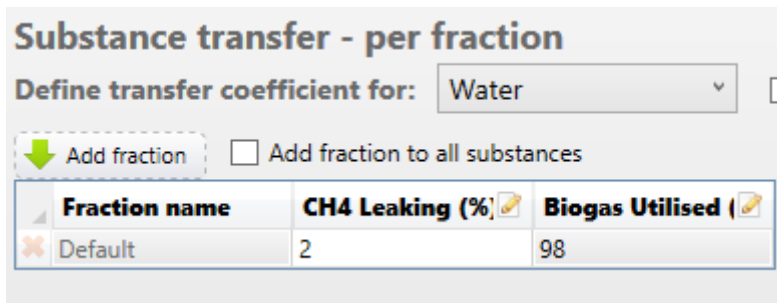 Substance transfer - per fraction
Define transfer coefficient for: Water
Add fraction Add fraction to all substances
Fraction name CH4 Leaking (%) Biogas Utilised (
Default 2 98